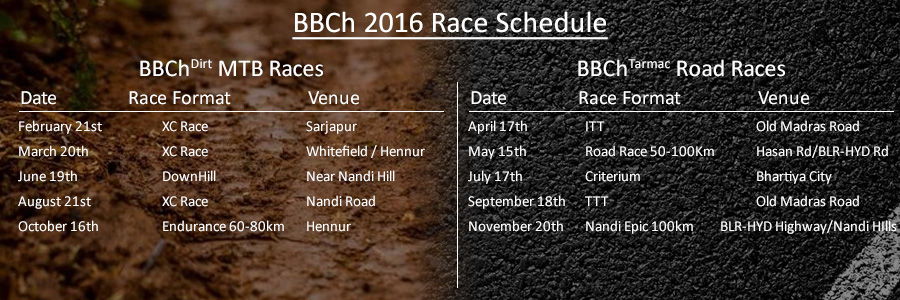 BBCh 2016 Race Schedule
BBChDirt MTB Races
Date Race Format Venue
February 21st XC Race Sarjapur
March 20th XC Race Whitefield / Hennur
June 19th DownHill Near Nandi Hill
August 21st XC Race Nandi Road
October 16th Endurance 60-80km Hennur
BBChTarmac Road Races
Date Race Format Venue
April 17th ITT Old Madras Road
May 15th Road Race 50-100Km Hasan Rd/BLR-HYD Rd
July 17th Criterium Bhartiya City
September 18th TTT Old Madras Road
November 20th Nandi Epic 100km BLR-HYD Highway/Nandi HIlls